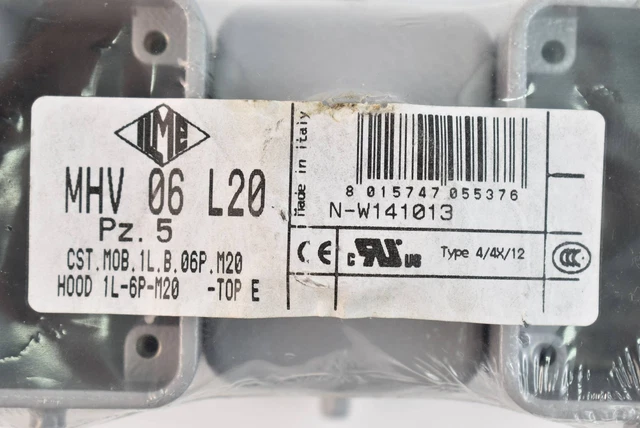 ILME
MHV 06 L20
Pz. 5
CST.MOB.1L.B.06P.M20
HOOD 1L-6P-M20 -TOP E
made in italy
8 015747 055376
N-W141013
CE
c RU us
Type 4/4X/12
CCC